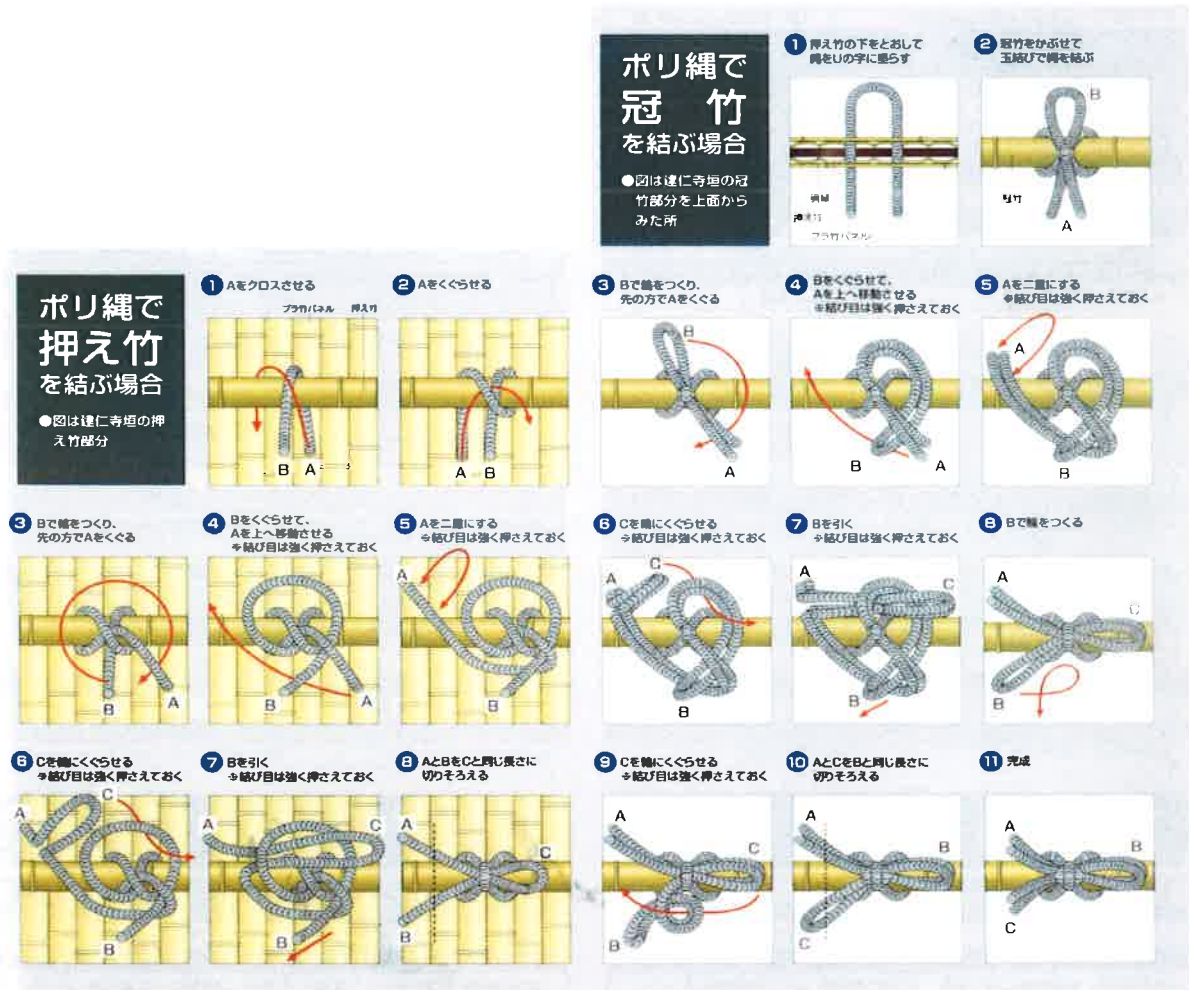 ポリ縄で
押え竹
を結ぶ場合
●図は建仁寺垣の押
え竹部分
1 Aをクロスさせる
プラ竹パネル 押え竹
B A
2 Aをくぐらせる
A B
3 Bで輪をつくり、
先の方でAをくぐる
B A
4 Bをくぐらせて、
Aを上へ移動させる
※結び目は強く押さえておく
B A
5 Aを二重にする
※結び目は強く押さえておく
A
B
6 Cを輪にくぐらせる
※結び目は強く押さえておく
A C
B
7 Bを引く
※結び目は強く押さえておく
A C
B
8 AとBをCと同じ長さに
切りそろえる
A
C
B
ポリ縄で
冠 竹
を結ぶ場合
●図は建仁寺垣の冠
竹部分を上面から
みた所
1 押え竹の下をとおして
縄をUの字に垂らす
押え竹
プラ竹パネル
2 冠竹をかぶせて
玉結びで縄を結ぶ
B
冠竹
A
3 Bで輪をつくり、
先の方でAをくぐる
B
A
4 Bをくぐらせて、
Aを上へ移動させる
※結び目は強く押さえておく
B A
5 Aを二重にする
※結び目は強く押さえておく
A
B
6 Cを輪にくぐらせる
※結び目は強く押さえておく
A C
B
7 Bを引く
※結び目は強く押さえておく
A C
B
8 Bで輪をつくる
A
C
B
9 Cを輪にくぐらせる
※結び目は強く押さえておく
A
C
B
10 AとCをBと同じ長さに
切りそろえる
A
B
C
11 完成
A
B
C